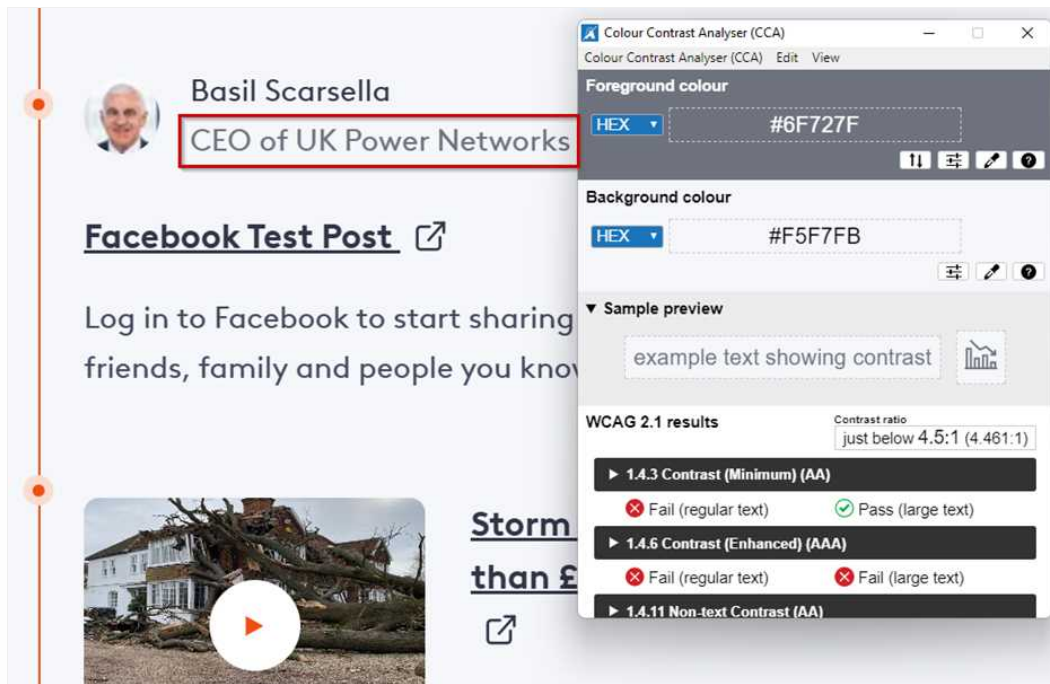 Basil Scarsella
CEO of UK Power Networks
Facebook Test Post
Log in to Facebook to start sharing
friends, family and people you know
Storm
than £
Colour Contrast Analyser (CCA)
Colour Contrast Analyser (CCA) Edit View
Foreground colour
HEX #6F727F
Background colour
HEX #F5F7FB
Sample preview
example text showing contrast
WCAG 2.1 results
Contrast ratio
just below 4.5:1 (4.461:1)
1.4.3 Contrast (Minimum) (AA)
Fail (regular text) Pass (large text)
1.4.6 Contrast (Enhanced) (AAA)
Fail (regular text) Fail (large text)
1.4.11 Non-text Contrast (AA)